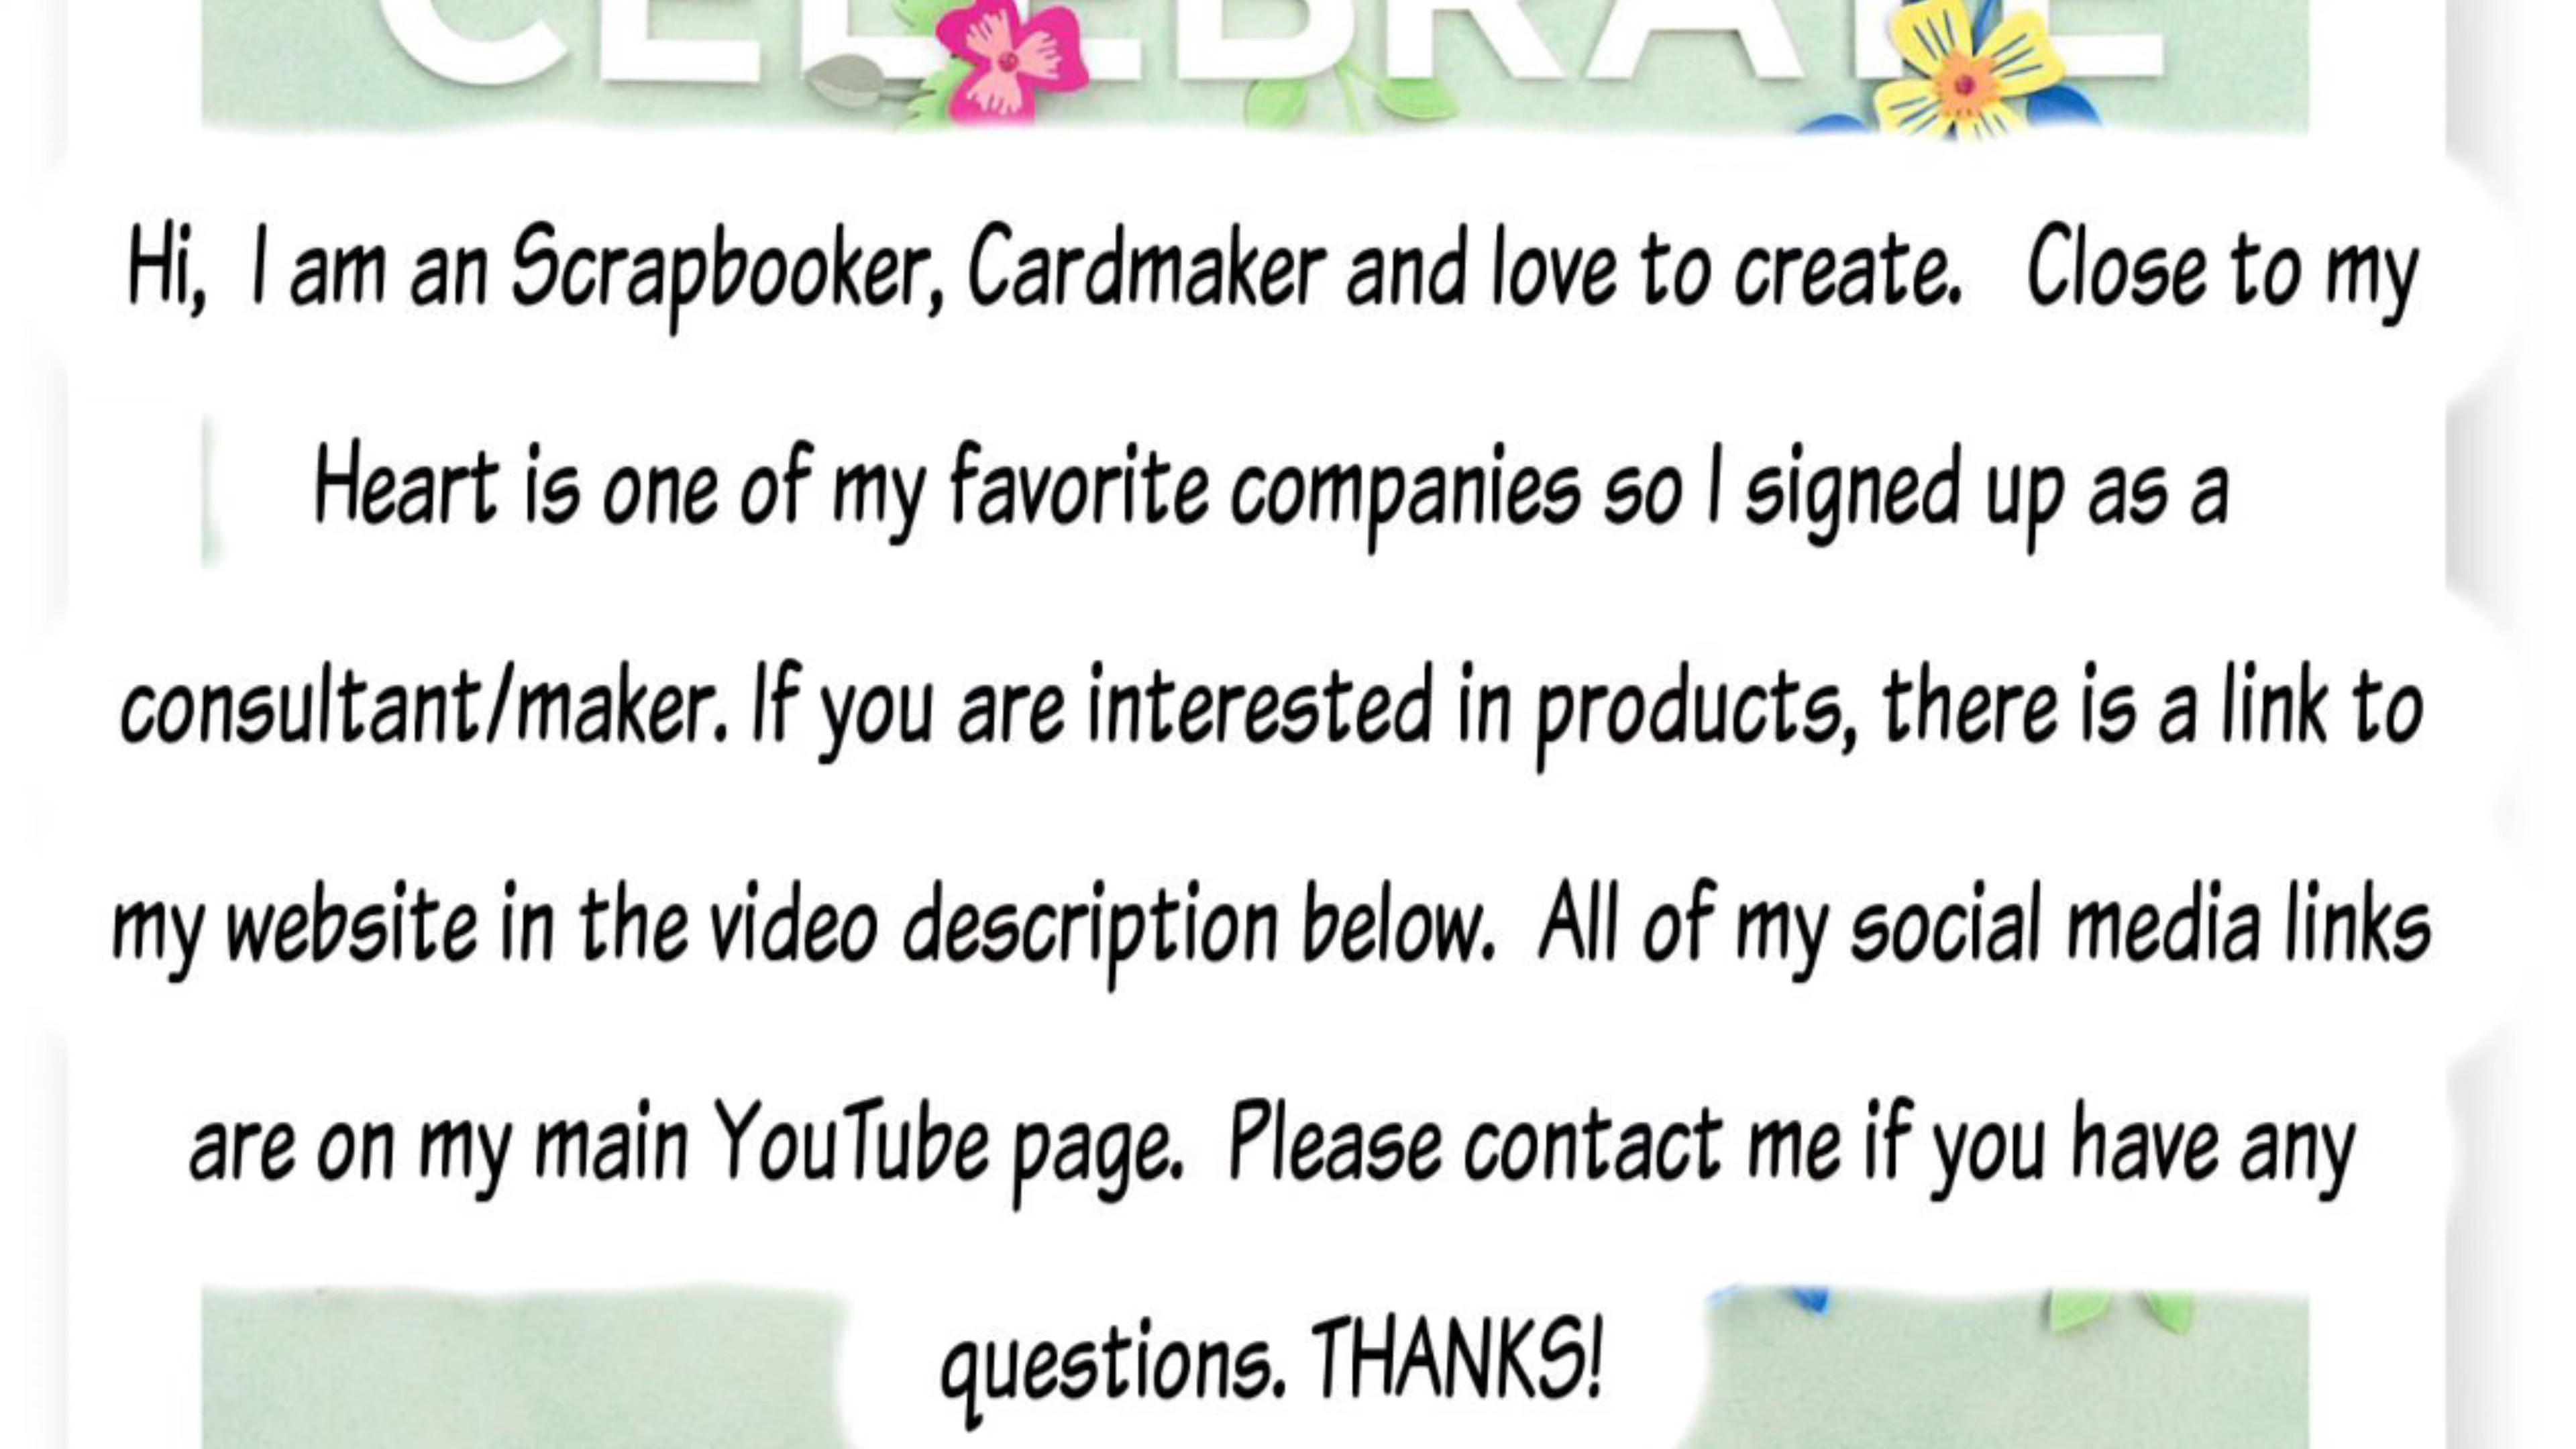 CELEBRATE
Hi, I am an Scrapbooker, Cardmaker and love to create. Close to my
Heart is one of my favorite companies so I signed up as a
consultant/maker. If you are interested in products, there is a link to
my website in the video description below. All of my social media links
are on my main YouTube page. Please contact me if you have any
questions. THANKS!